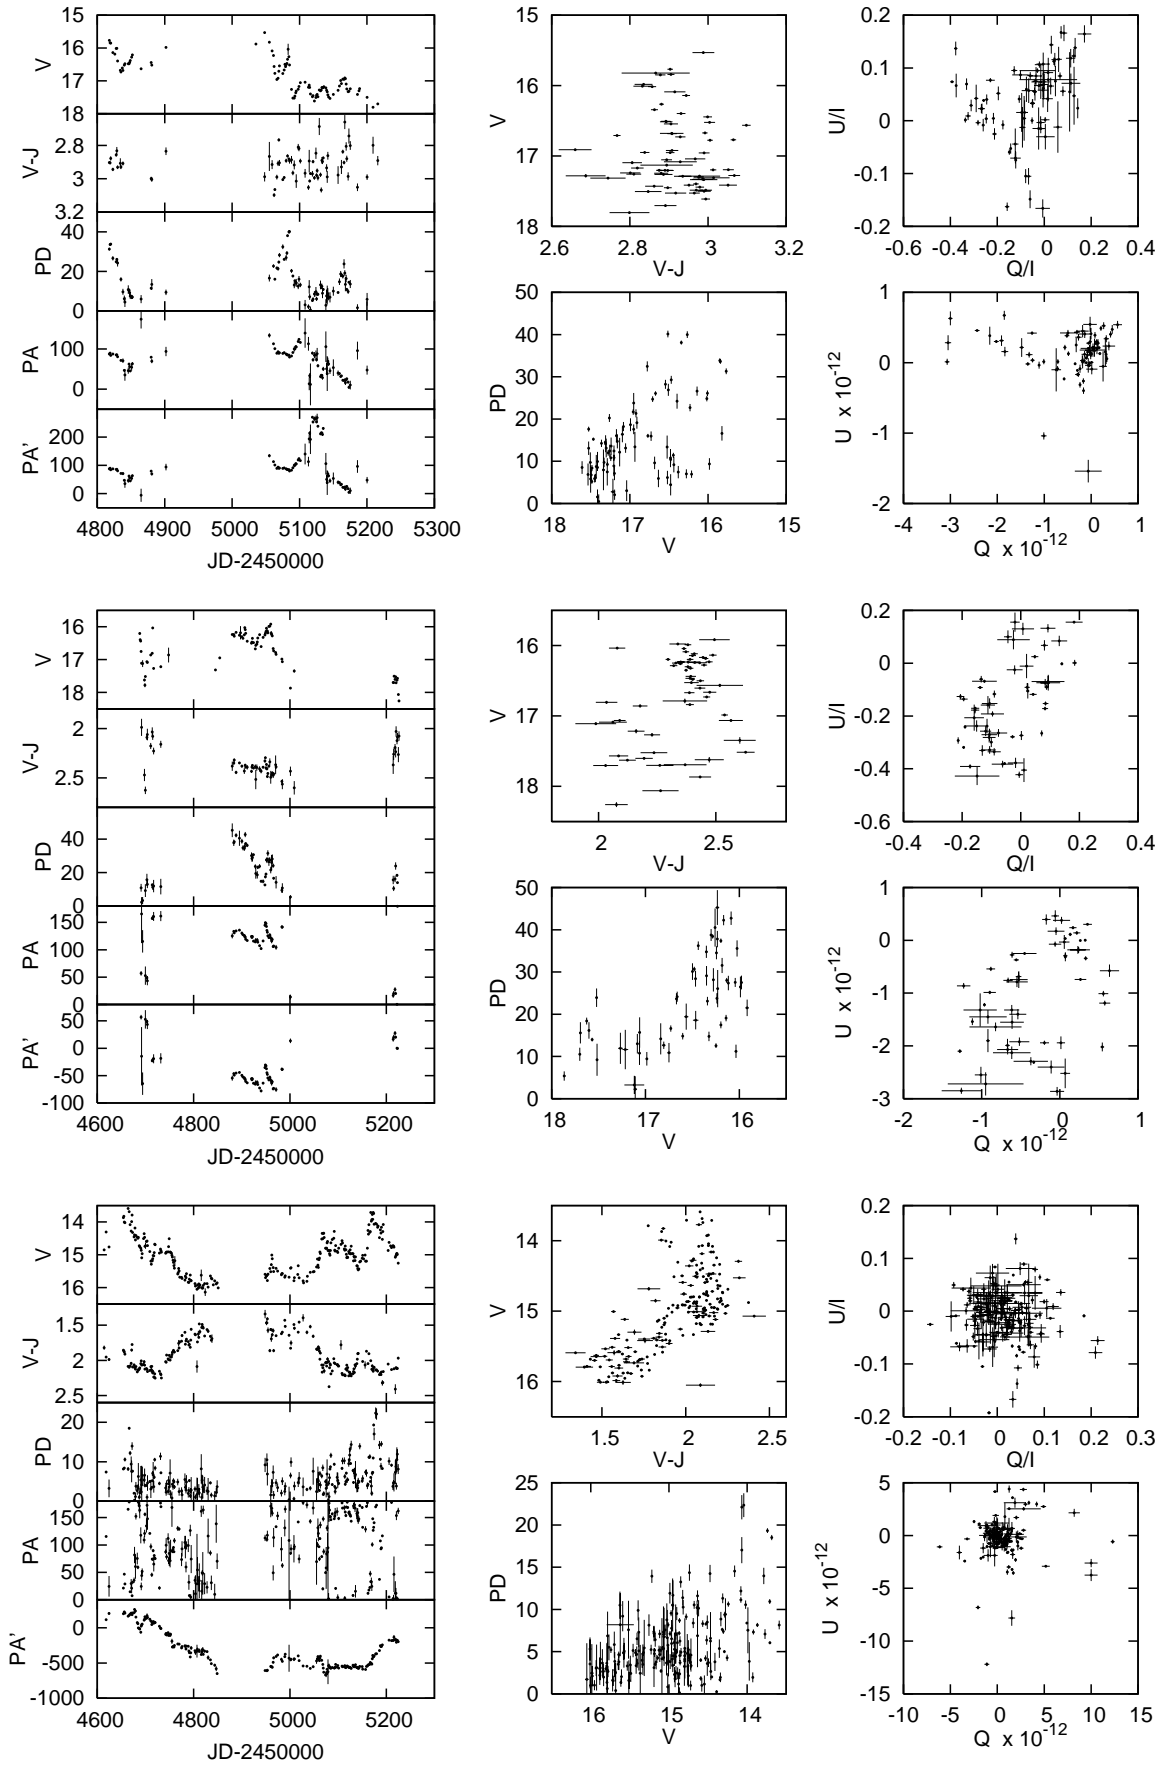 15
16
17
18
V
2.8
3
3.2
V-J
40
20
0
PD
100
0
PA
200
100
0
PA'
4800 4900 5000 5100 5200 5300
JD-2450000
15
16
17
18
V
2.6 2.8 3 3.2
V-J
50
40
30
20
10
0
PD
18 17 16 15
V
0.2
0.1
0
-0.1
-0.2
U/I
-0.6 -0.4 -0.2 0 0.2 0.4
Q/I
1
0
-1
-2
U x 10-12
-4 -3 -2 -1 0 1
Q x 10-12
16
17
18
V
2
2.5
V-J
40
20
0
PD
150
100
50
0
PA
50
0
-50
-100
PA'
4600 4800 5000 5200
JD-2450000
16
17
18
V
2 2.5
V-J
50
40
30
20
10
0
PD
18 17 16 15
V
0.2
0
-0.2
-0.4
-0.6
U/I
-0.4 -0.2 0 0.2 0.4
Q/I
1
0
-1
-2
-3
U x 10-12
-2 -1 0 1
Q x 10-12
14
15
16
V
1.5
2
2.5
V-J
20
10
0
PD
150
100
50
0
PA
0
-500
-1000
PA'
4600 4800 5000 5200
JD-2450000
14
15
16
V
1.5 2 2.5
V-J
25
20
15
10
5
0
PD
16 15 14
V
0.2
0.1
0
-0.1
-0.2
U/I
-0.2 -0.1 0 0.1 0.2 0.3
Q/I
5
0
-5
-10
-15
U x 10-12
-10 -5 0 5 10 15
Q x 10-12